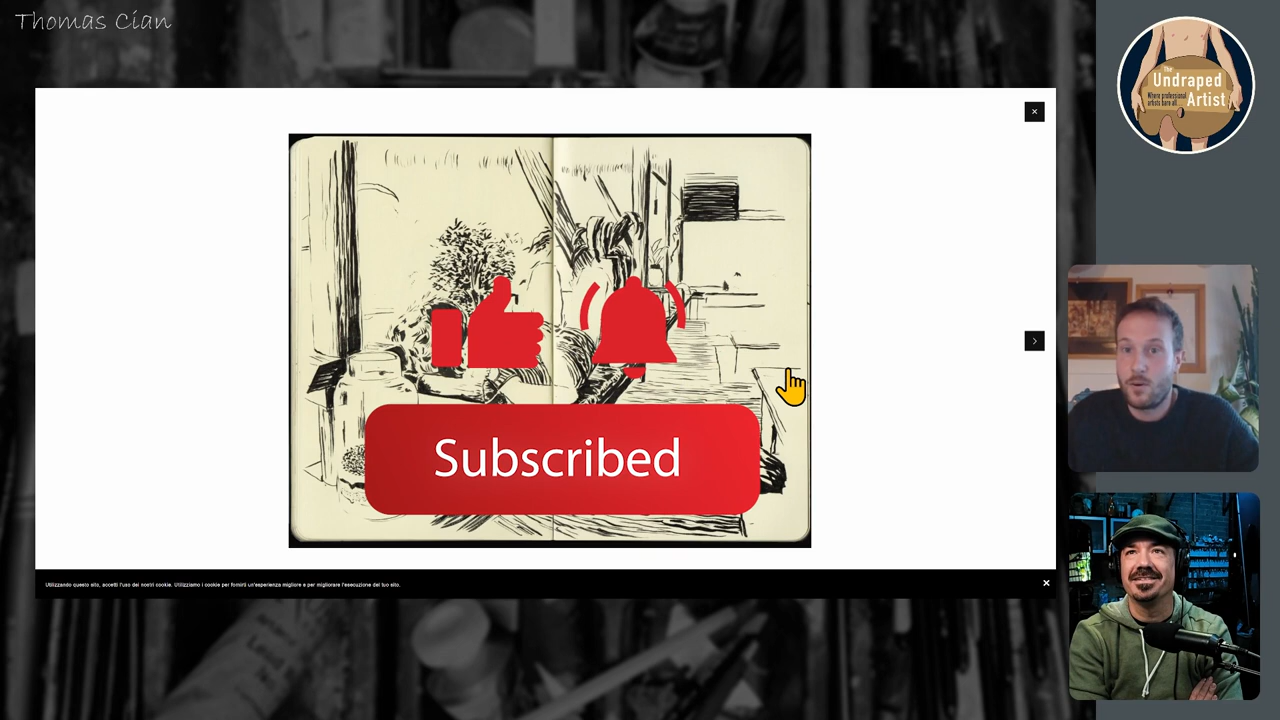 Thomas Cian
The
Undraped
Where professional
artists bare all...
Artist
Subscribed
Utilizzando questo sito, accetti l'uso dei nostri cookie. Utilizziamo i cookie per fornirti un'esperienza migliore e per migliorare l'esecuzione del tuo sito.